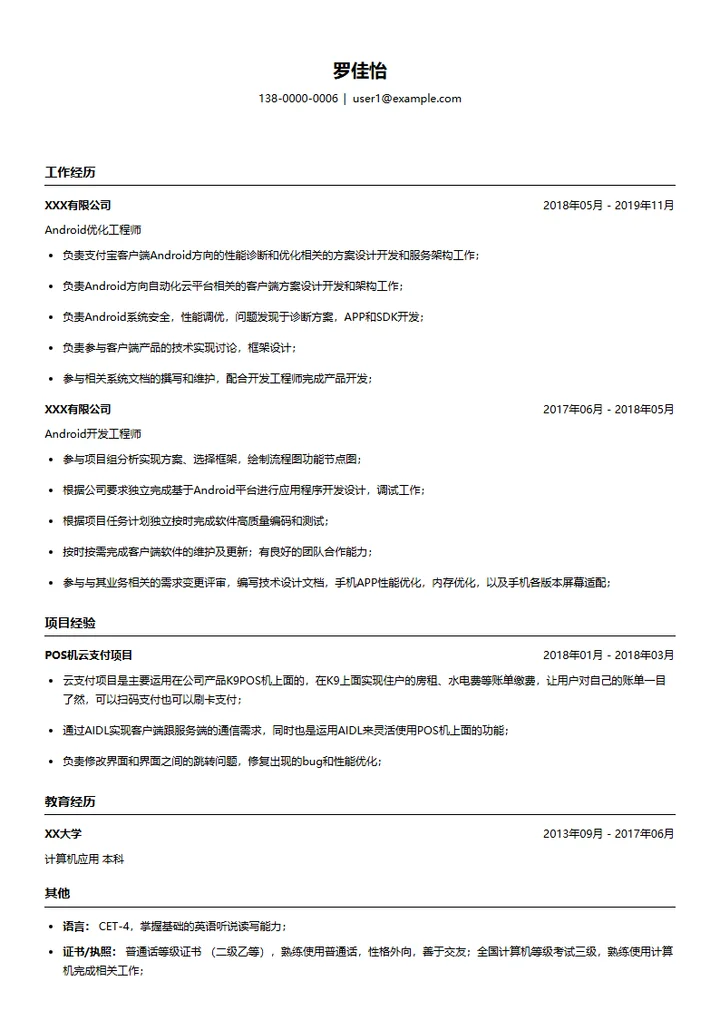 罗佳怡
138-0000-0006 | user1@example.com
工作经历
XXX有限公司 2018年05月 - 2019年11月
Android优化工程师
• 负责支付宝客户端Android方向的性能诊断和优化相关的方案设计开发和服务架构工作；
• 负责Android方向自动化云平台相关的客户端方案设计开发和架构工作；
• 负责Android系统安全，性能调优，问题发现于诊断方案，APP和SDK开发；
• 负责参与客户端产品的技术实现讨论，框架设计；
• 参与相关系统文档的撰写和维护，配合开发工程师完成产品开发；
XXX有限公司 2017年06月 - 2018年05月
Android开发工程师
• 参与项目组分析实现方案、选择框架，绘制流程图功能节点图；
• 根据公司要求独立完成基于Android平台进行应用程序开发设计，调试工作；
• 根据项目任务计划独立按时完成软件高质量编码和测试；
• 按时按需完成客户端软件的维护及更新；有良好的团队合作能力；
• 参与与其业务相关的需求变更评审，编写技术设计文档，手机APP性能优化，内存优化，以及手机各版本屏幕适配；
项目经验
POS机云支付项目 2018年01月 - 2018年03月
• 云支付项目是主要运用在公司产品K9POS机上面的，在K9上面实现住户的房租、水电费等账单缴费，让用户对自己的账单一目
了然，可以扫码支付也可以刷卡支付；
• 通过AIDL实现客户端跟服务端的通信需求，同时也是运用AIDL来灵活使用POS机上面的功能；
• 负责修改界面和界面之间的跳转问题，修复出现的bug和性能优化；
教育经历
XX大学 2013年09月 - 2017年06月
计算机应用 本科
其他
• 语言： CET-4，掌握基础的英语听说读写能力；
• 证书/执照： 普通话等级证书 （二级乙等），熟练使用普通话，性格外向，善于交友；全国计算机等级考试三级，熟练使用计算
机完成相关工作；